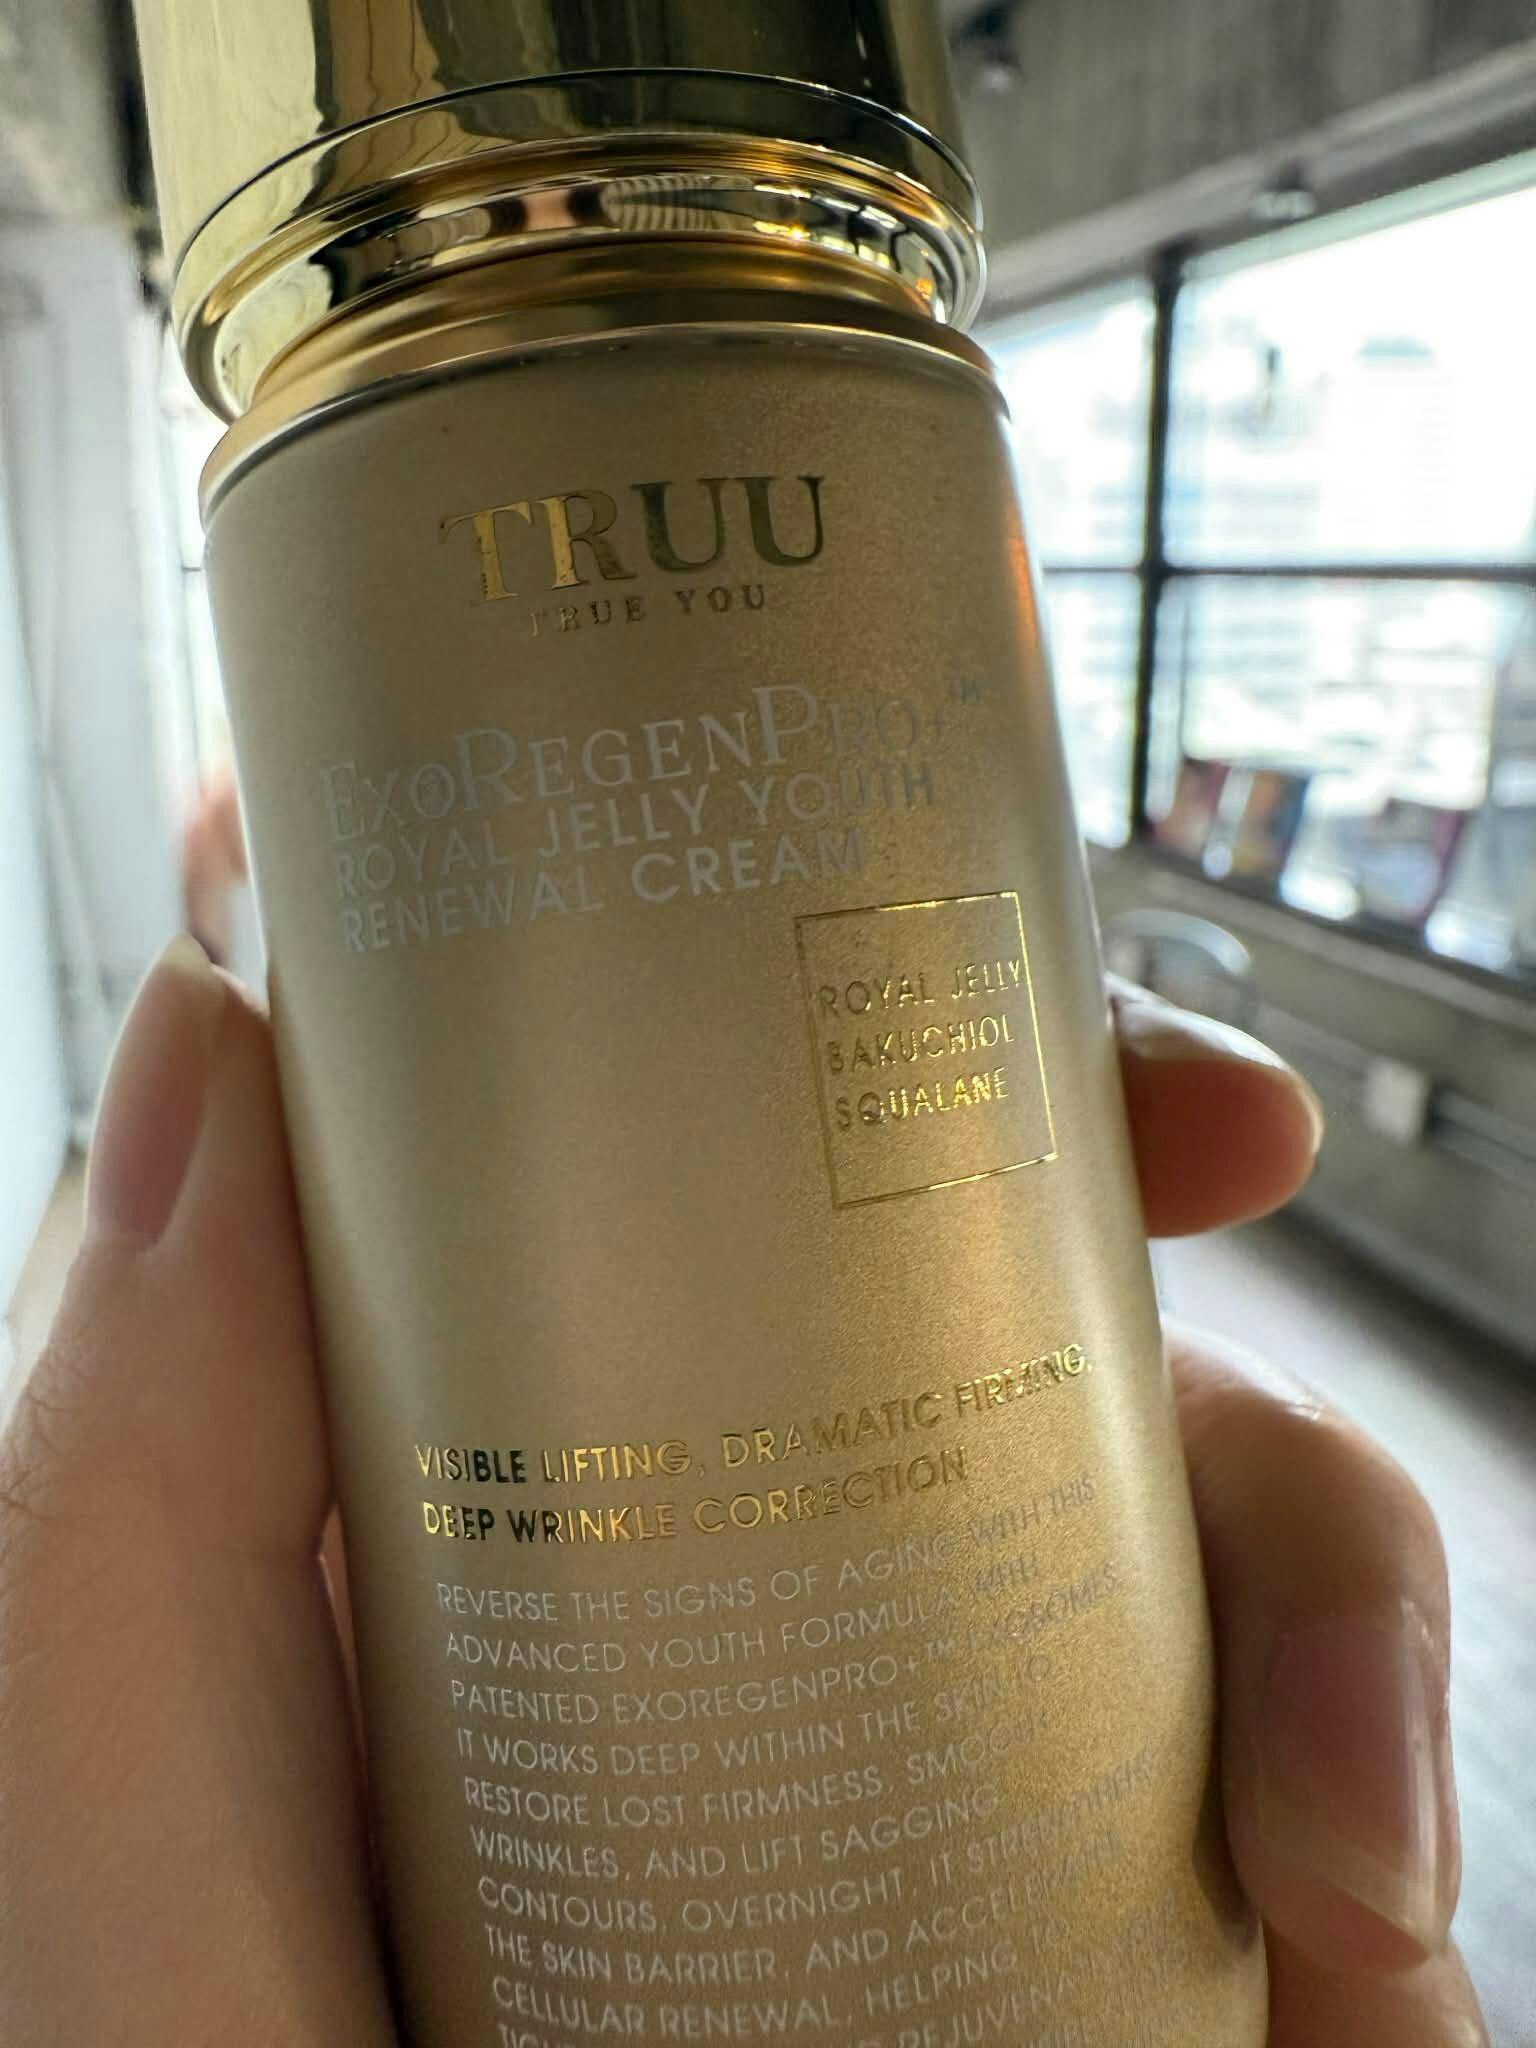 TRUU
TRUE YOU
EXOREGENPRO+™
ROYAL JELLY YOUTH
RENEWAL CREAM
ROYAL JELLY
BAKUCHIOL
SQUALANE
VISIBLE LIFTING, DRAMATIC FIRMING,
DEEP WRINKLE CORRECTION
REVERSE THE SIGNS OF AGING WITH THIS
ADVANCED YOUTH FORMULA WITH
PATENTED EXOREGENPRO+™ EXOSOMES.
IT WORKS DEEP WITHIN THE SKIN TO
RESTORE LOST FIRMNESS, SMOOTH
WRINKLES, AND LIFT SAGGING
CONTOURS. OVERNIGHT, IT STRENGTHENS
THE SKIN BARRIER, AND ACCELERATE
CELLULAR RENEWAL, HELPING
REJUVENA